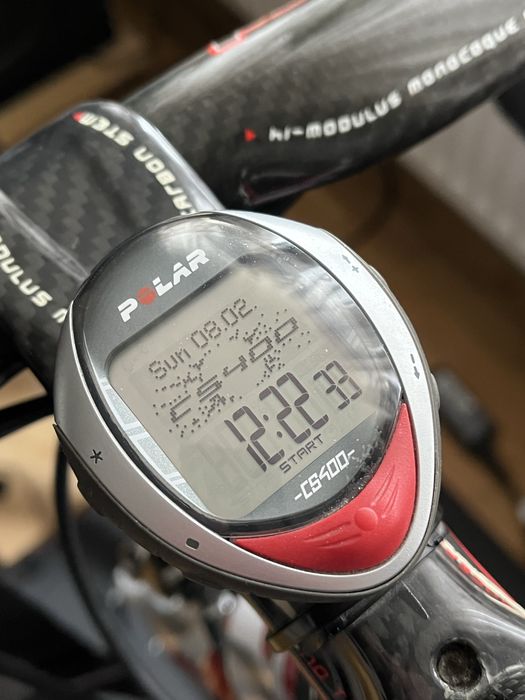 HI-MODULUS MONOCOQUE
CARBON STEM
POLAR
Sun 08.02
CS400
12:22 33
START
-CS400-